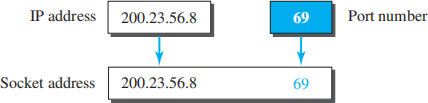 IP address 200.23.56.8 69 Port number
Socket address 200.23.56.8 69